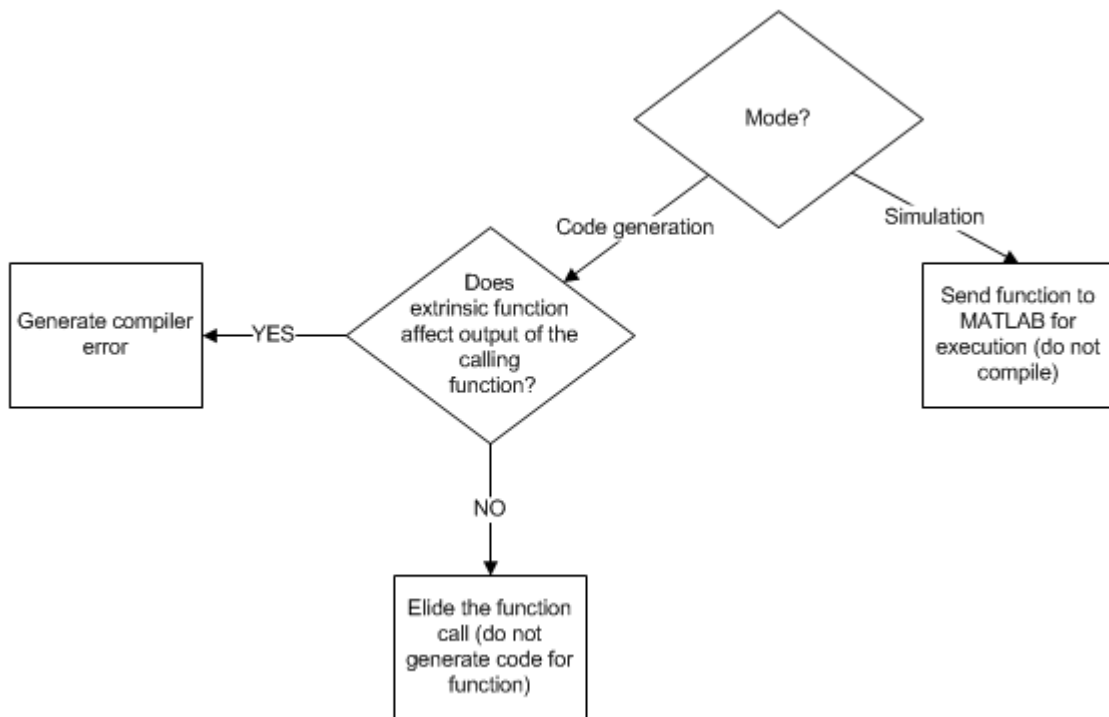 Mode?
Code generation
Simulation
Does
extrinsic function
affect output of the
calling
function?
YES
Generate compiler
error
Send function to
MATLAB for
execution (do not
compile)
NO
Elide the function
call (do not
generate code for
function)